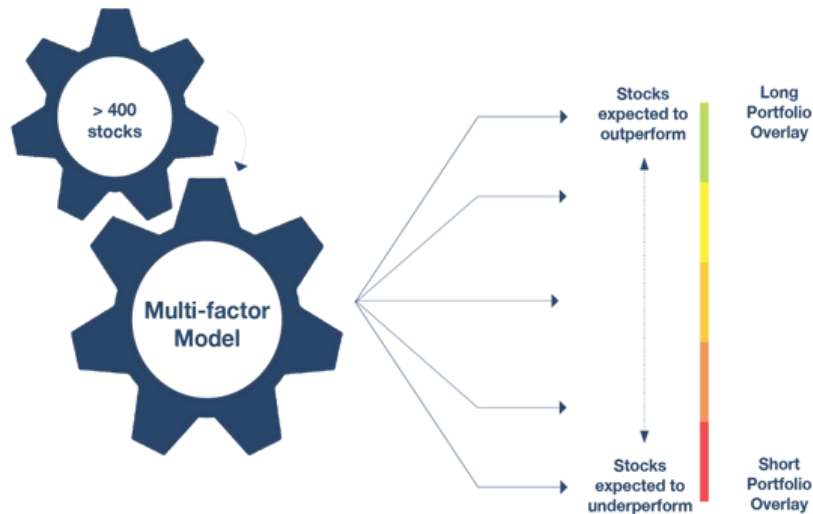 > 400
stocks
Multi-factor
Model
Stocks
expected to
outperform
Long
Portfolio
Overlay
Stocks
expected to
underperform
Short
Portfolio
Overlay